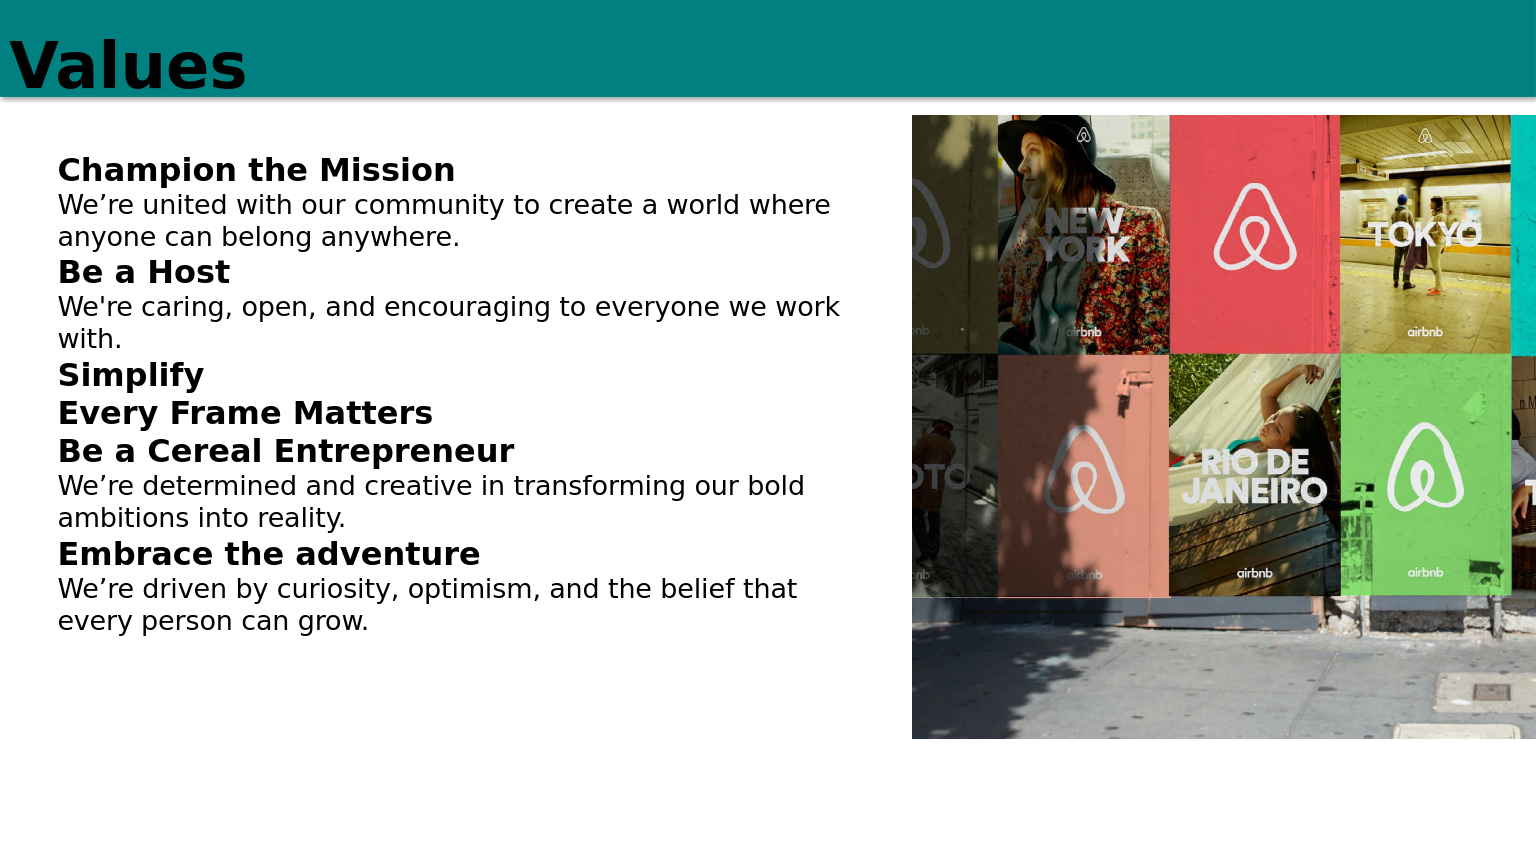 Values
Champion the Mission
We’re united with our community to create a world where
anyone can belong anywhere.
Be a Host
We're caring, open, and encouraging to everyone we work
with.
Simplify
Every Frame Matters
Be a Cereal Entrepreneur
We’re determined and creative in transforming our bold
ambitions into reality.
Embrace the adventure
We’re driven by curiosity, optimism, and the belief that
every person can grow.
NEW
YORK
TOKYO
airbnb
airbnb
OTO
RIO DE
JANEIRO
airbnb
airbnb
airbnb